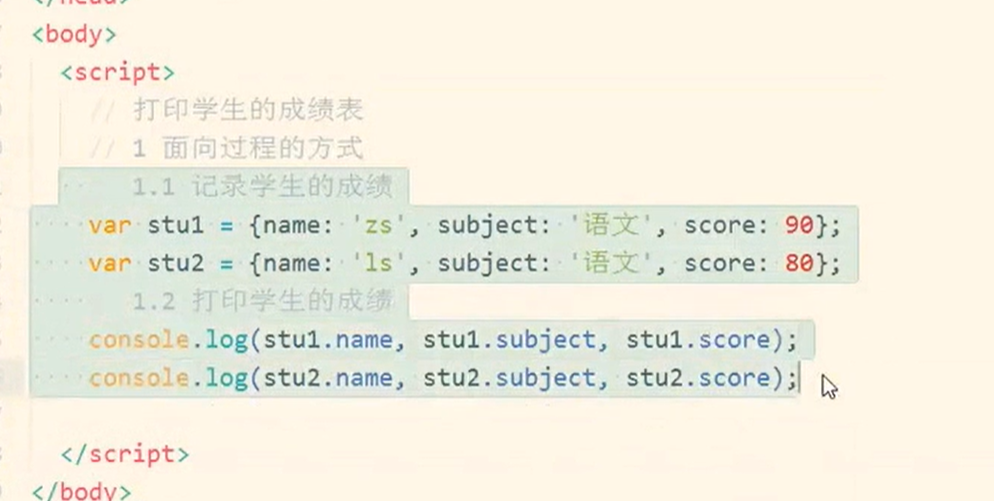 </head>
<body>
<script>
// 打印学生的成绩表
// 1 面向过程的方式
1.1 记录学生的成绩
var stu1 = {name: 'zs', subject: '语文', score: 90};
var stu2 = {name: 'ls', subject: '语文', score: 80};
1.2 打印学生的成绩
console.log(stu1.name, stu1.subject, stu1.score);
console.log(stu2.name, stu2.subject, stu2.score);
</script>
</body>